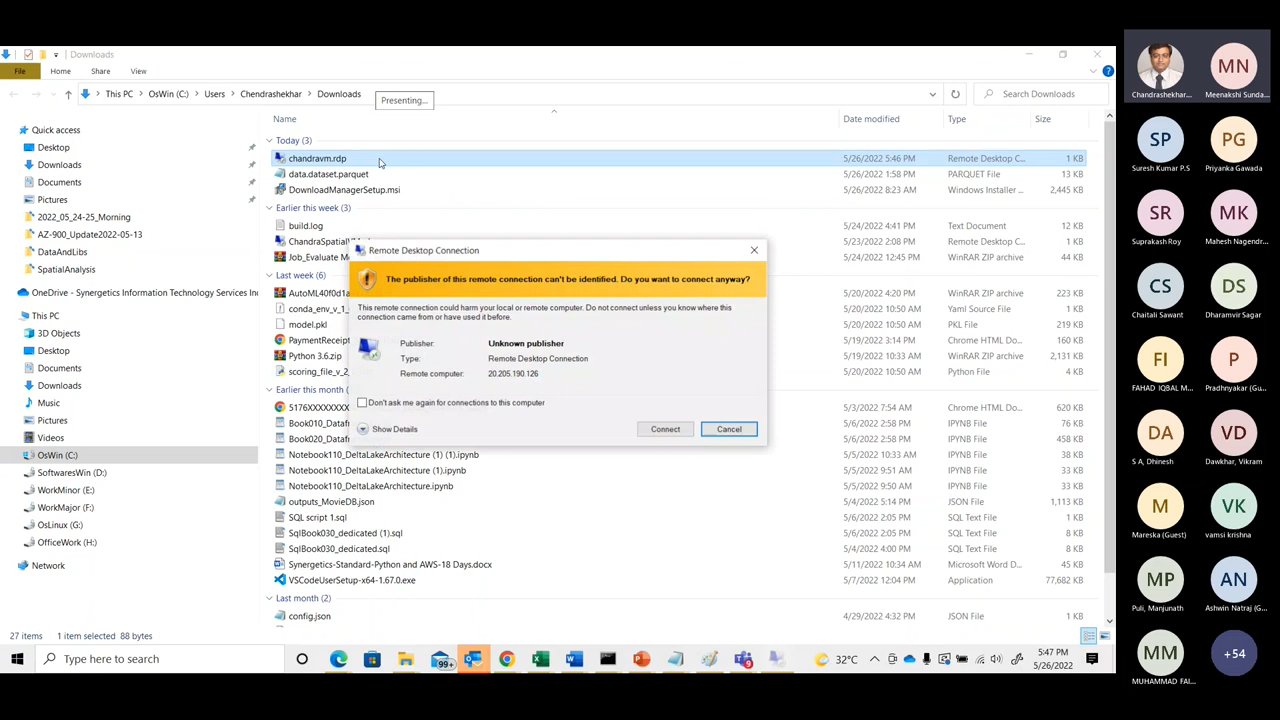 Downloads
File Home Share View
This PC OsWin (C:) Users Chendrashekhar Downloads
Presenting...
Search Downloads
Name Date modified Type Size
Quick access
Desktop
Downloads
Documents
Pictures
2022_05_24-25_Morning
AZ-900_Update2022-05-13
DataAndLibs
SpatialAnalysis
OneDrive - Synergetics Information Technology Services In
This PC
3D Objects
Desktop
Documents
Downloads
Music
Pictures
Videos
OsWin (C:)
SoftwaresWin (D:)
WorkMinor (E:)
WorkMajor (F:)
OsLinux (G:)
OfficeWork (H:)
Network
Today (3)
chandravm.rdp 5/26/2022 5:46 PM Remote Desktop C... 1 KB
data.dataset.parquet 5/26/2022 1:58 PM PARQUET File 13 KB
DownloadManagerSetup.msi 5/26/2022 8:23 AM Windows Installer ... 2,445 KB
Earlier this week (3)
build.log 5/24/2022 4:41 PM Text Document 12 KB
5/23/2022 2:08 PM Remote Desktop C... 1 KB
5/24/2022 12:45 PM WinRAR ZIP archive 44 KB
Last week (6)
5/20/2022 4:20 PM WinRAR ZIP archive 223 KB
5/20/2022 10:50 AM Yaml Source File 1 KB
model.pkl 5/20/2022 10:50 AM PKL File 219 KB
5/19/2022 3:14 PM Chrome HTML Do... 160 KB
Python 3.6.zip 5/19/2022 10:33 AM WinRAR ZIP archive 2,131 KB
5/20/2022 10:50 AM Python File 4 KB
Earlier this month
5/3/2022 7:54 AM Chrome HTML Do... 620 KB
5/6/2022 2:58 PM IPYNB File 76 KB
5/6/2022 2:58 PM IPYNB File 458 KB
Notebook110_DeltaLakeArchitecture (1) (1).ipynb 5/5/2022 10:33 AM IPYNB File 38 KB
Notebook110_DeltaLakeArchitecture (1).ipynb 5/5/2022 9:51 AM IPYNB File 33 KB
Notebook110_DeltaLakeArchitecture.ipynb 5/5/2022 9:50 AM IPYNB File 38 KB
outputs_MovieDB.json 5/4/2022 5:14 PM JSON File 1,113 KB
SQL script 1.sql 5/6/2022 2:05 PM SQL Text File 1 KB
SqlBook030_dedicated (1).sql 5/6/2022 2:05 PM SQL Text File 8 KB
SqlBook030_dedicated.sql 5/4/2022 4:00 PM SQL Text File 8 KB
Synergetics-Standard-Python and AWS-18 Days.docx 5/11/2022 10:34 AM Microsoft Word D... 40 KB
VSCodeUserSetup-x64-1.67.0.exe 5/7/2022 12:04 PM Application 77,682 KB
Last month (2)
config.json 4/29/2022 4:32 PM JSON File 1 KB
Remote Desktop Connection
The publisher of this remote connection can't be identified. Do you want to connect anyway?
This remote connection could harm your local or remote computer. Do not connect unless you know where this
connection came from or have used it before.
Publisher: Unknown publisher
Type: Remote Desktop Connection
Remote computer: 20.205.190.126
Don't ask me again for connections to this computer
Show Details Connect Cancel
27 items 1 item selected 88 bytes
Type here to search
99+
9
32°C
5:47 PM
5/26/2022
MN
Chandrashekhar... Meenakshi Sunda...
SP PG
Suresh Kumar P.S Priyanka Gawada
SR MK
Suprakash Roy Mahesh Nagendr...
CS DS
Chaitali Sawant Dharamvir Sagar
FI P
FAHAD IQBAL M... Pradhnyakar (G...
DA VD
S A, Dhinesh Dawkhar, Vikram
M VK
Mareska (Guest) vamsi krishna
MP AN
Puli, Manjunath Ashwin Natraj (G...
MM +54
MUHAMMAD FAI...